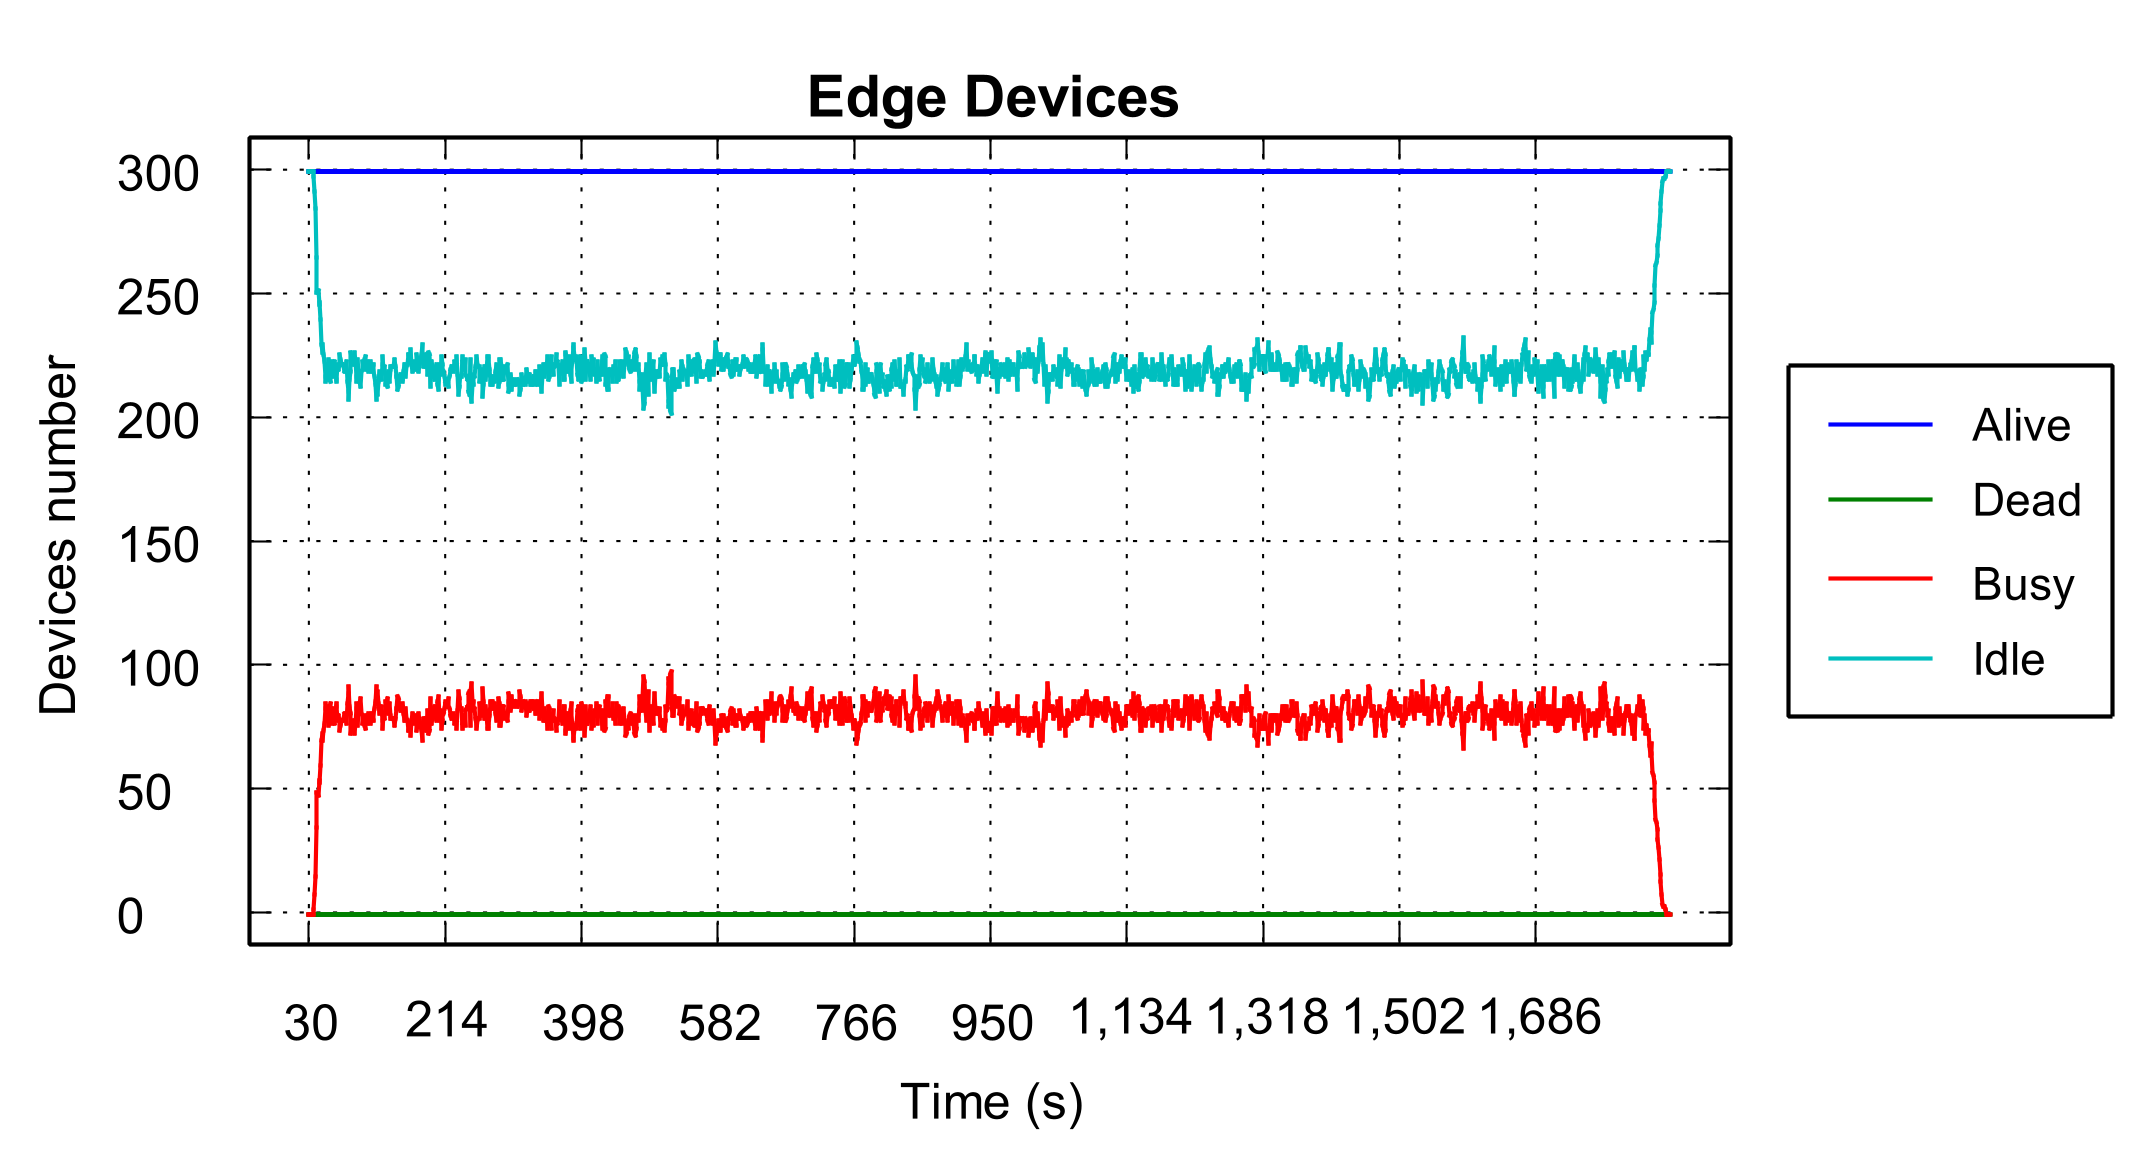 Edge Devices
300
250
200
150
100
50
0
Devices number
30 214 398 582 766 950 1,134 1,318 1,502 1,686
Time (s)
Alive
Dead
Busy
Idle